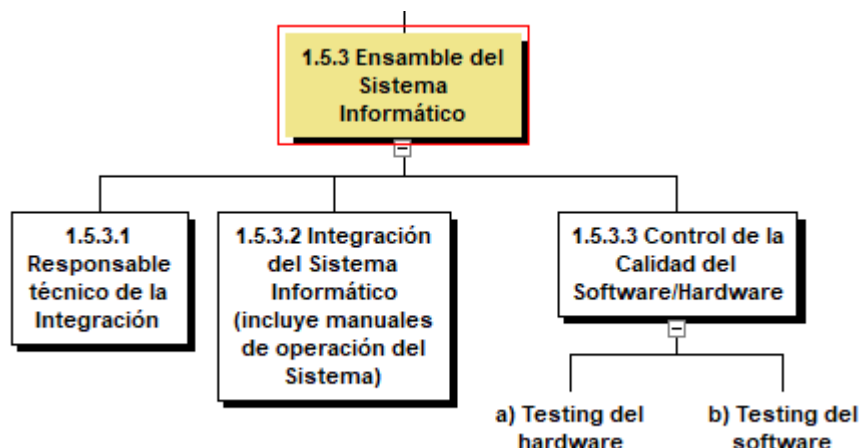 1.5.3 Ensamble del
Sistema
Informático
1.5.3.1
Responsable
técnico de la
Integración
1.5.3.2 Integración
del Sistema
Informático
(incluye manuales
de operación del
Sistema)
1.5.3.3 Control de la
Calidad del
Software/Hardware
a) Testing del
hardware
b) Testing del
software